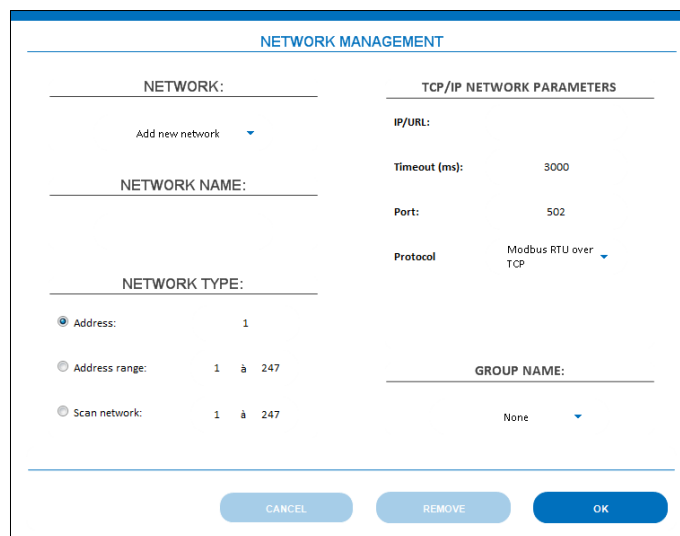 NETWORK MANAGEMENT
NETWORK:
Add new network
NETWORK NAME:
NETWORK TYPE:
Address: 1
Address range: 1 à 247
Scan network: 1 à 247
TCP/IP NETWORK PARAMETERS
IP/URL:
Timeout (ms): 3000
Port: 502
Protocol Modbus RTU over
TCP
GROUP NAME:
None
CANCEL REMOVE OK